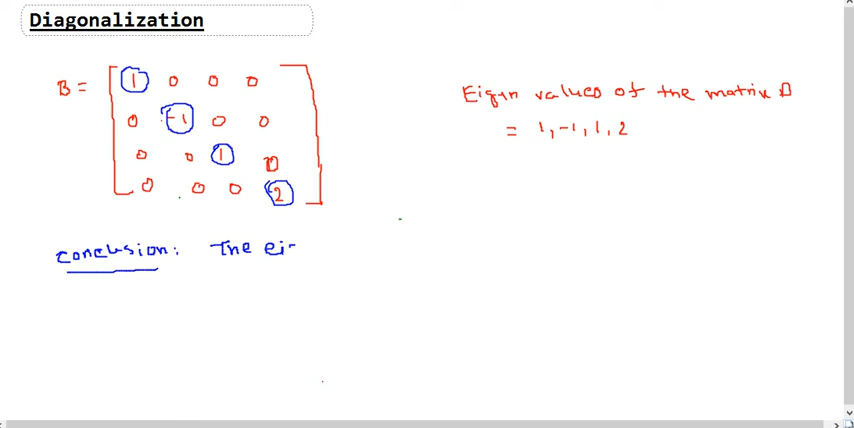 Diagonalization
B = [ 1 0 0 0
0 -1 0 0
0 0 1 0
0 0 0 2 ]
Eigen values of the matrix B
= 1, -1, 1, 2
Conclusion: The ei